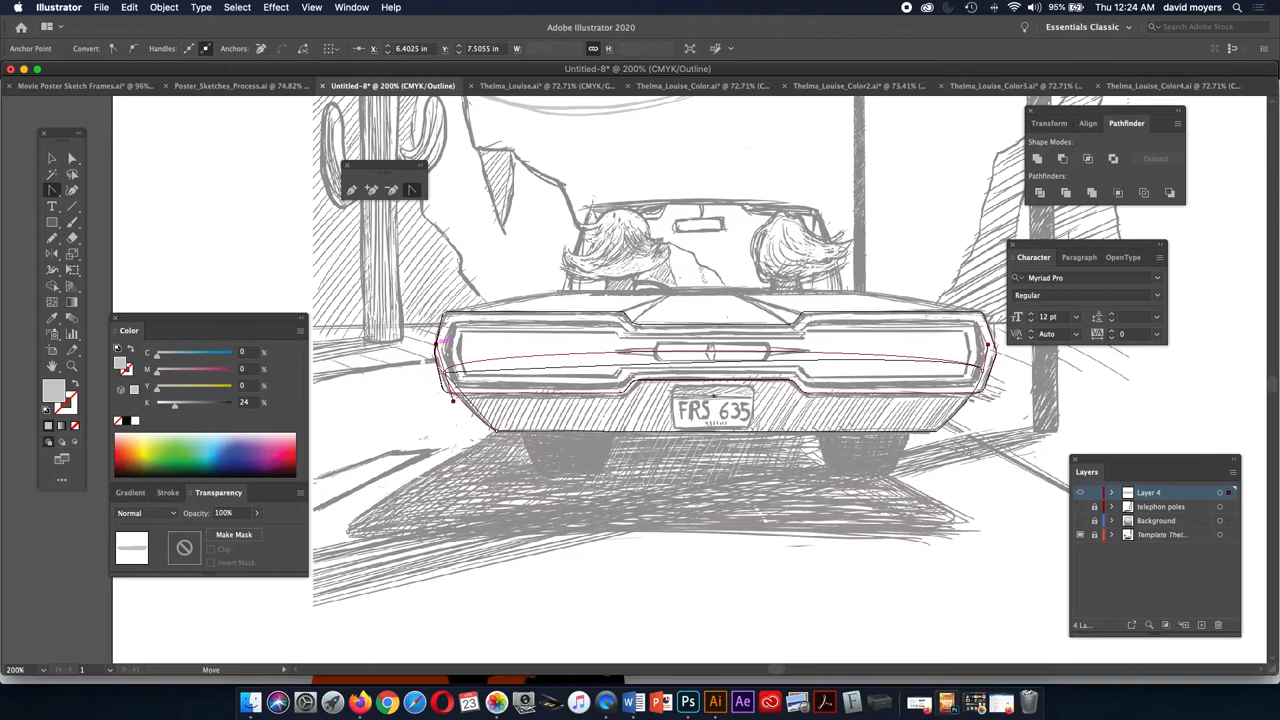 Illustrator File Edit Object Type Select Effect View Window Help
95% Thu 12:24 AM david moyers
Adobe Illustrator 2020
Essentials Classic
Search Adobe Stock
Anchor Point Convert: Handles: Anchors: X: 6.4025 in Y: 7.5055 in W: H:
Untitled-8* @ 200% (CMYK/Outline)
Movie Poster Sketch Frames.ai* @ 96%... Poster_Sketches_Process.ai @ 74.82% ... Untitled-8* @ 200% (CMYK/Outline) Thelma_Louise.ai* @ 72.71% (CMYK/G... Thelma_Louise_Color.ai* @ 72.71% (C... Thelma_Louise_Color2.ai* @ 73.41% (... Thelma_Louise_Color3.ai* @ 72.71% (... Thelma_Louise_Color4.ai @ 72.71% (C...
Transform Align Pathfinder
Shape Modes:
Expand
Pathfinders:
Character Paragraph OpenType
Myriad Pro
Regular
12 pt
Auto 0
Color
C 0 %
M 0 %
Y 0 %
K 24 %
FRS 635
Gradient Stroke Transparency
Normal Opacity: 100%
Make Mask
Clip
Invert Mask
Layers
Layer 4
telephon poles
Background
Template Thel...
4 La...
200% 1 Move